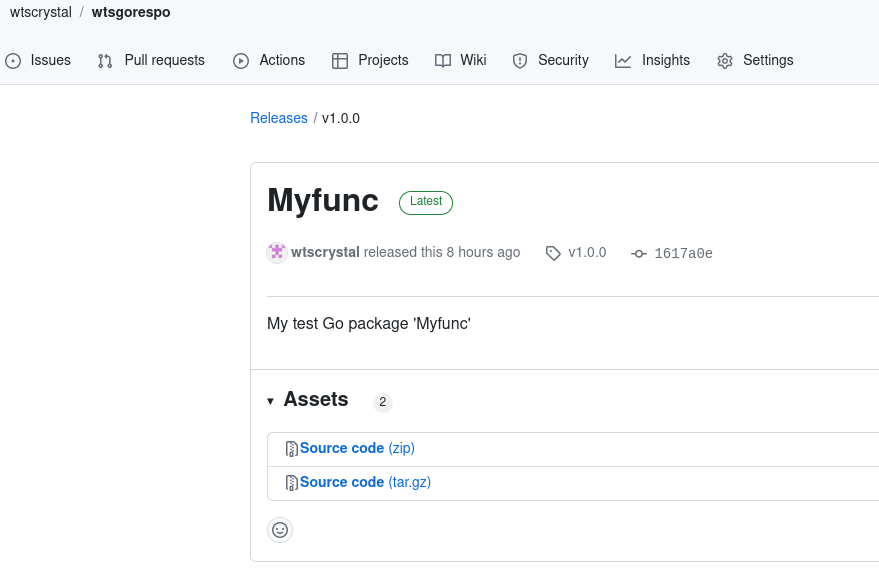 wtscrystal / wtsgorespo
Issues Pull requests Actions Projects Wiki Security Insights Settings
Releases / v1.0.0
Myfunc Latest
wtscrystal released this 8 hours ago v1.0.0 1617a0e
My test Go package 'Myfunc'
Assets 2
Source code (zip)
Source code (tar.gz)